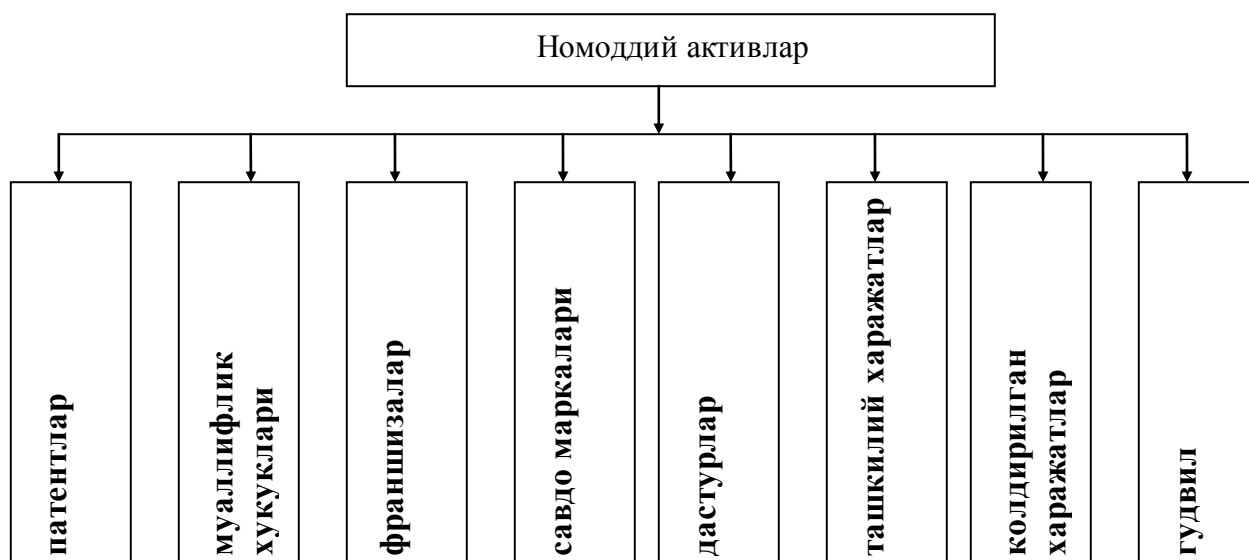 Номоддий активлар
патентлар
муаллифлик
хукуклари
франшизалар
савдо маркалари
дастурлар
ташкилий харажатлар
колдирилган
харажатлар
гудвил